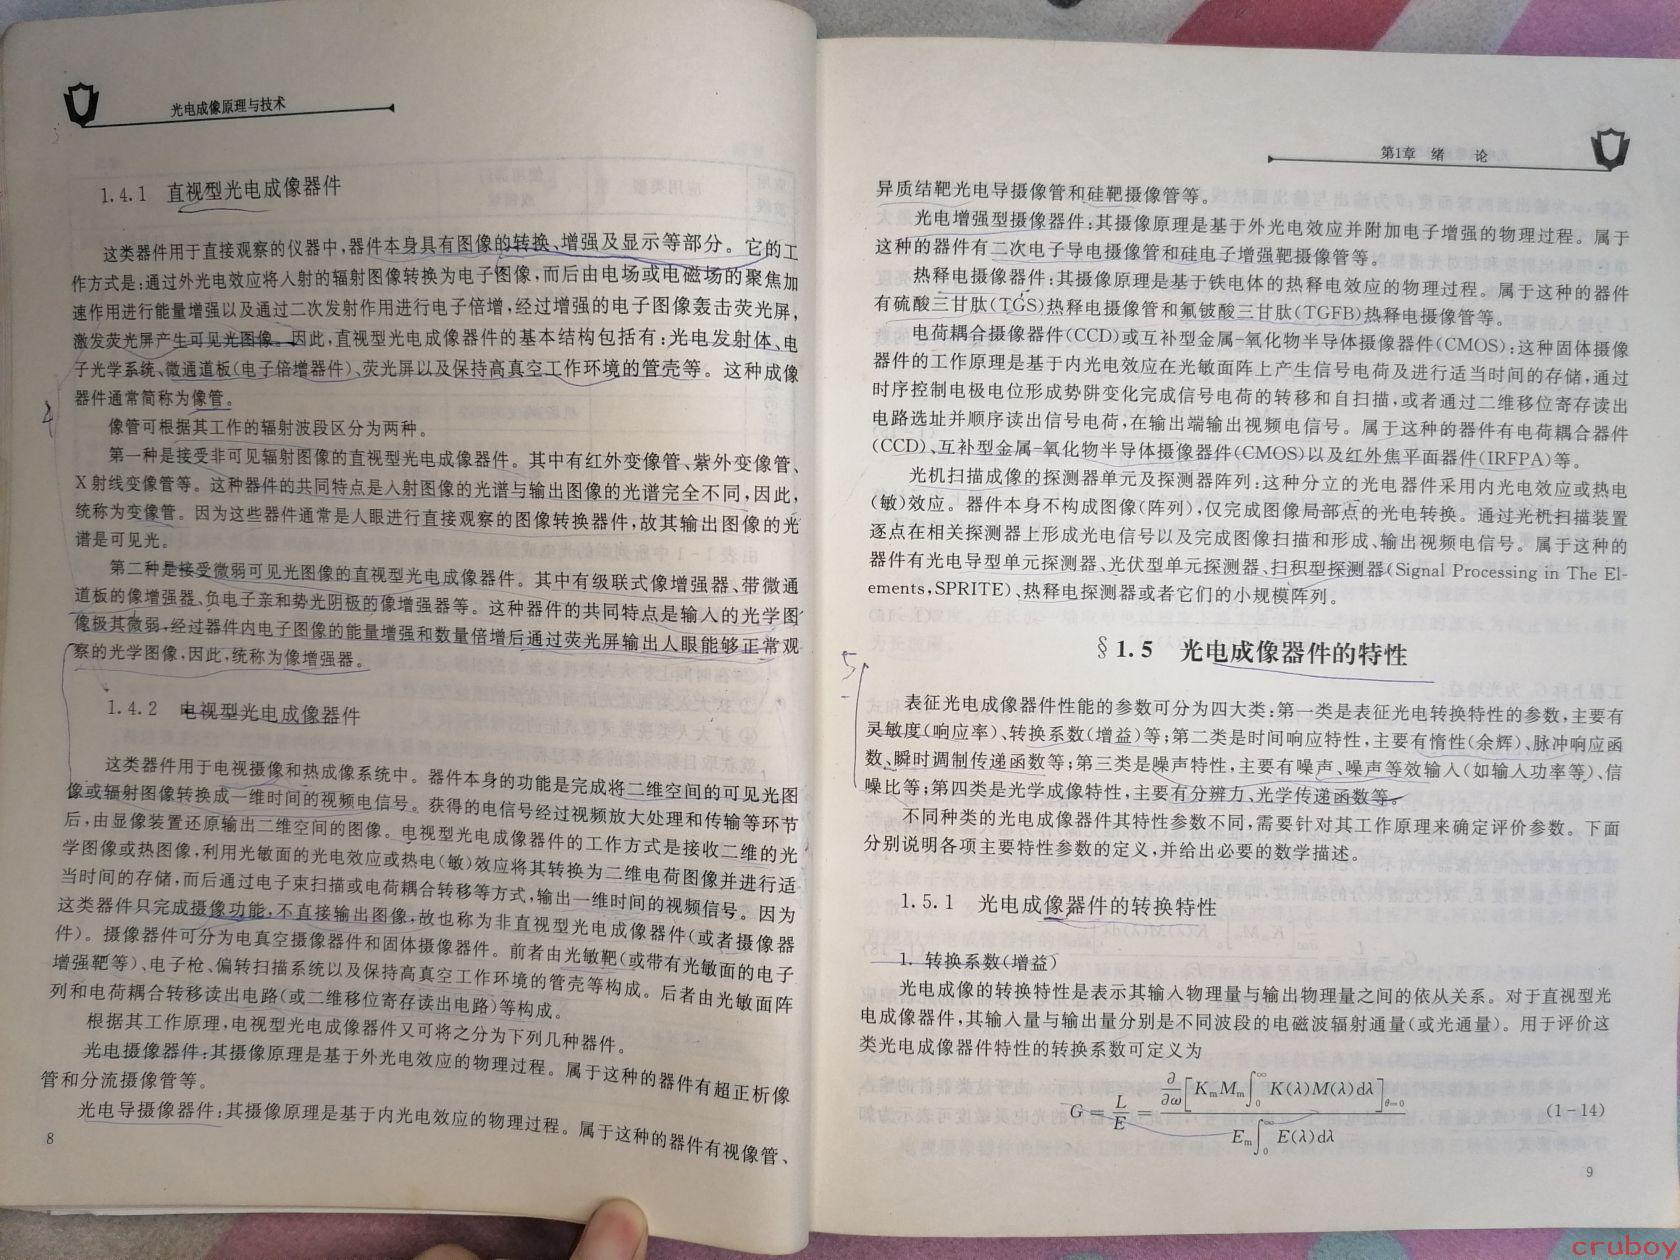 光电成像原理与技术
1.4.1 直视型光电成像器件
这类器件用于直接观察的仪器中,器件本身具有图像的转换、增强及显示等部分。它的工
作方式是:通过外光电效应将入射的辐射图像转换为电子图像,而后由电场或电磁场的聚焦加
速作用进行能量增强以及通过二次发射作用进行电子倍增,经过增强的电子图像轰击荧光屏,
激发荧光屏产生可见光图像。因此,直视型光电成像器件的基本结构包括有:光电发射体、电
子光学系统、微通道板(电子倍增器件)、荧光屏以及保持高真空工作环境的管壳等。这种成像
器件通常简称为像管。
像管可根据其工作的辐射波段区分为两种。
第一种是接受非可见辐射图像的直视型光电成像器件。其中有红外变像管、紫外变像管、
X射线变像管等。这种器件的共同特点是入射图像的光谱与输出图像的光谱完全不同,因此,
统称为变像管。因为这些器件通常是人眼进行直接观察的图像转换器件,故其输出图像的光
谱是可见光。
第二种是接受微弱可见光图像的直视型光电成像器件。其中有级联式像增强器、带微通
道板的像增强器、负电子亲和势光阴极的像增强器等。这种器件的共同特点是输入的光学图
像极其微弱,经过器件内电子图像的能量增强和数量倍增后通过荧光屏输出人眼能够正常观
察的光学图像,因此,统称为像增强器。
1.4.2 电视型光电成像器件
这类器件用于电视摄像和热成像系统中。器件本身的功能是完成将二维空间的可见光图
像或辐射图像转换成一维时间的视频电信号。获得的电信号经过视频放大处理和传输等环节
后,由显像装置还原输出二维空间的图像。电视型光电成像器件的工作方式是接收二维的光
学图像或热图像,利用光敏面的光电效应或热电(敏)效应将其转换为二维电荷图像并进行适
当时间的存储,而后通过电子束扫描或电荷耦合转移等方式,输出一维时间的视频信号。因为
这类器件只完成摄像功能,不直接输出图像,故也称为非直视型光电成像器件(或者摄像器
件)。摄像器件可分为电真空摄像器件和固体摄像器件。前者由光敏靶(或带有光敏面的电子
增强靶等)、电子枪、偏转扫描系统以及保持高真空工作环境的管壳等构成。后者由光敏面阵
列和电荷耦合转移读出电路(或二维移位寄存读出电路)等构成。
根据其工作原理,电视型光电成像器件又可将之分为下列几种器件。
光电摄像器件:其摄像原理是基于外光电效应的物理过程。属于这种的器件有超正析像
管和分流摄像管等。
光电导摄像器件:其摄像原理是基于内光电效应的物理过程。属于这种的器件有视像管、
8
第1章 绪 论
异质结靶光电导摄像管和硅靶摄像管等。
光电增强型摄像器件:其摄像原理是基于外光电效应并附加电子增强的物理过程。属于
这种的器件有二次电子导电摄像管和硅电子增强靶摄像管等。
热释电摄像器件:其摄像原理是基于铁电体的热释电效应的物理过程。属于这种的器件
有硫酸三甘肽(TGS)热释电摄像管和氟铍酸三甘肽(TGFB)热释电摄像管等。
电荷耦合摄像器件(CCD)或互补型金属-氧化物半导体摄像器件(CMOS):这种固体摄像
器件的工作原理是基于内光电效应在光敏面阵上产生信号电荷及进行适当时间的存储,通过
时序控制电极电位形成势阱变化完成信号电荷的转移和自扫描,或者通过二维移位寄存读出
电路选址并顺序读出信号电荷,在输出端输出视频电信号。属于这种的器件有电荷耦合器件
(CCD)、互补型金属-氧化物半导体摄像器件(CMOS)以及红外焦平面器件(IRFPA)等。
光机扫描成像的探测器单元及探测器阵列:这种分立的光电器件采用内光电效应或热电
(敏)效应。器件本身不构成图像(阵列),仅完成图像局部点的光电转换。通过光机扫描装置
逐点在相关探测器上形成光电信号以及完成图像扫描和形成、输出视频电信号。属于这种的
器件有光电导型单元探测器、光伏型单元探测器、扫积型探测器(Signal Processing in The El-
ements,SPRITE)、热释电探测器或者它们的小规模阵列。
§1.5 光电成像器件的特性
5
表征光电成像器件性能的参数可分为四大类:第一类是表征光电转换特性的参数,主要有
灵敏度(响应率)、转换系数(增益)等;第二类是时间响应特性,主要有惰性(余辉)、脉冲响应函
数、瞬时调制传递函数等;第三类是噪声特性,主要有噪声、噪声等效输入(如输入功率等)、信
噪比等;第四类是光学成像特性,主要有分辨力、光学传递函数等。
不同种类的光电成像器件其特性参数不同,需要针对其工作原理来确定评价参数。下面
分别说明各项主要特性参数的定义,并给出必要的数学描述。
1.5.1 光电成像器件的转换特性
1. 转换系数(增益)
光电成像的转换特性是表示其输入物理量与输出物理量之间的依从关系。对于直视型光
电成像器件,其输入量与输出量分别是不同波段的电磁波辐射通量(或光通量)。用于评价这
类光电成像器件特性的转换系数可定义为
G = L/E = ∂/∂ω[KmMm∫0^∞ K(λ)M(λ)dλ]θ=0 / Em∫0^∞ E(λ)dλ (1-14)
9
cruboy